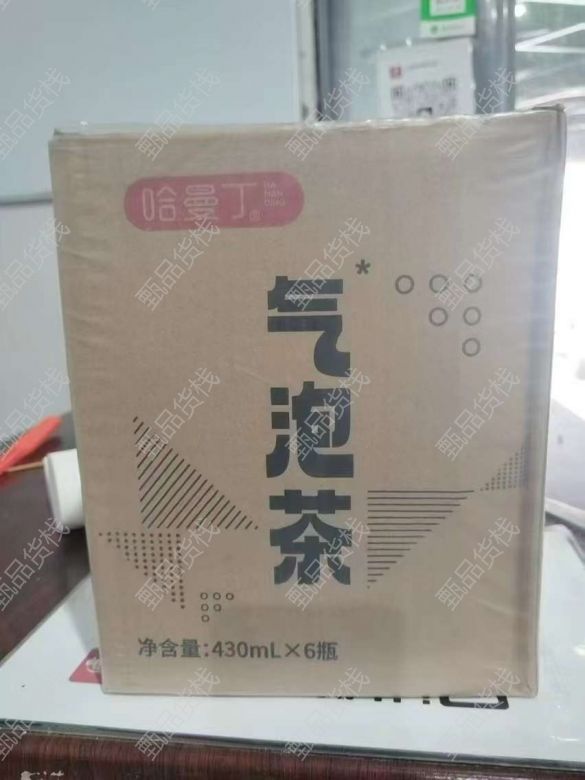 哈曼丁
HA
MAN
DING
气
泡
茶
*
净含量:430mL×6瓶
甄品货栈